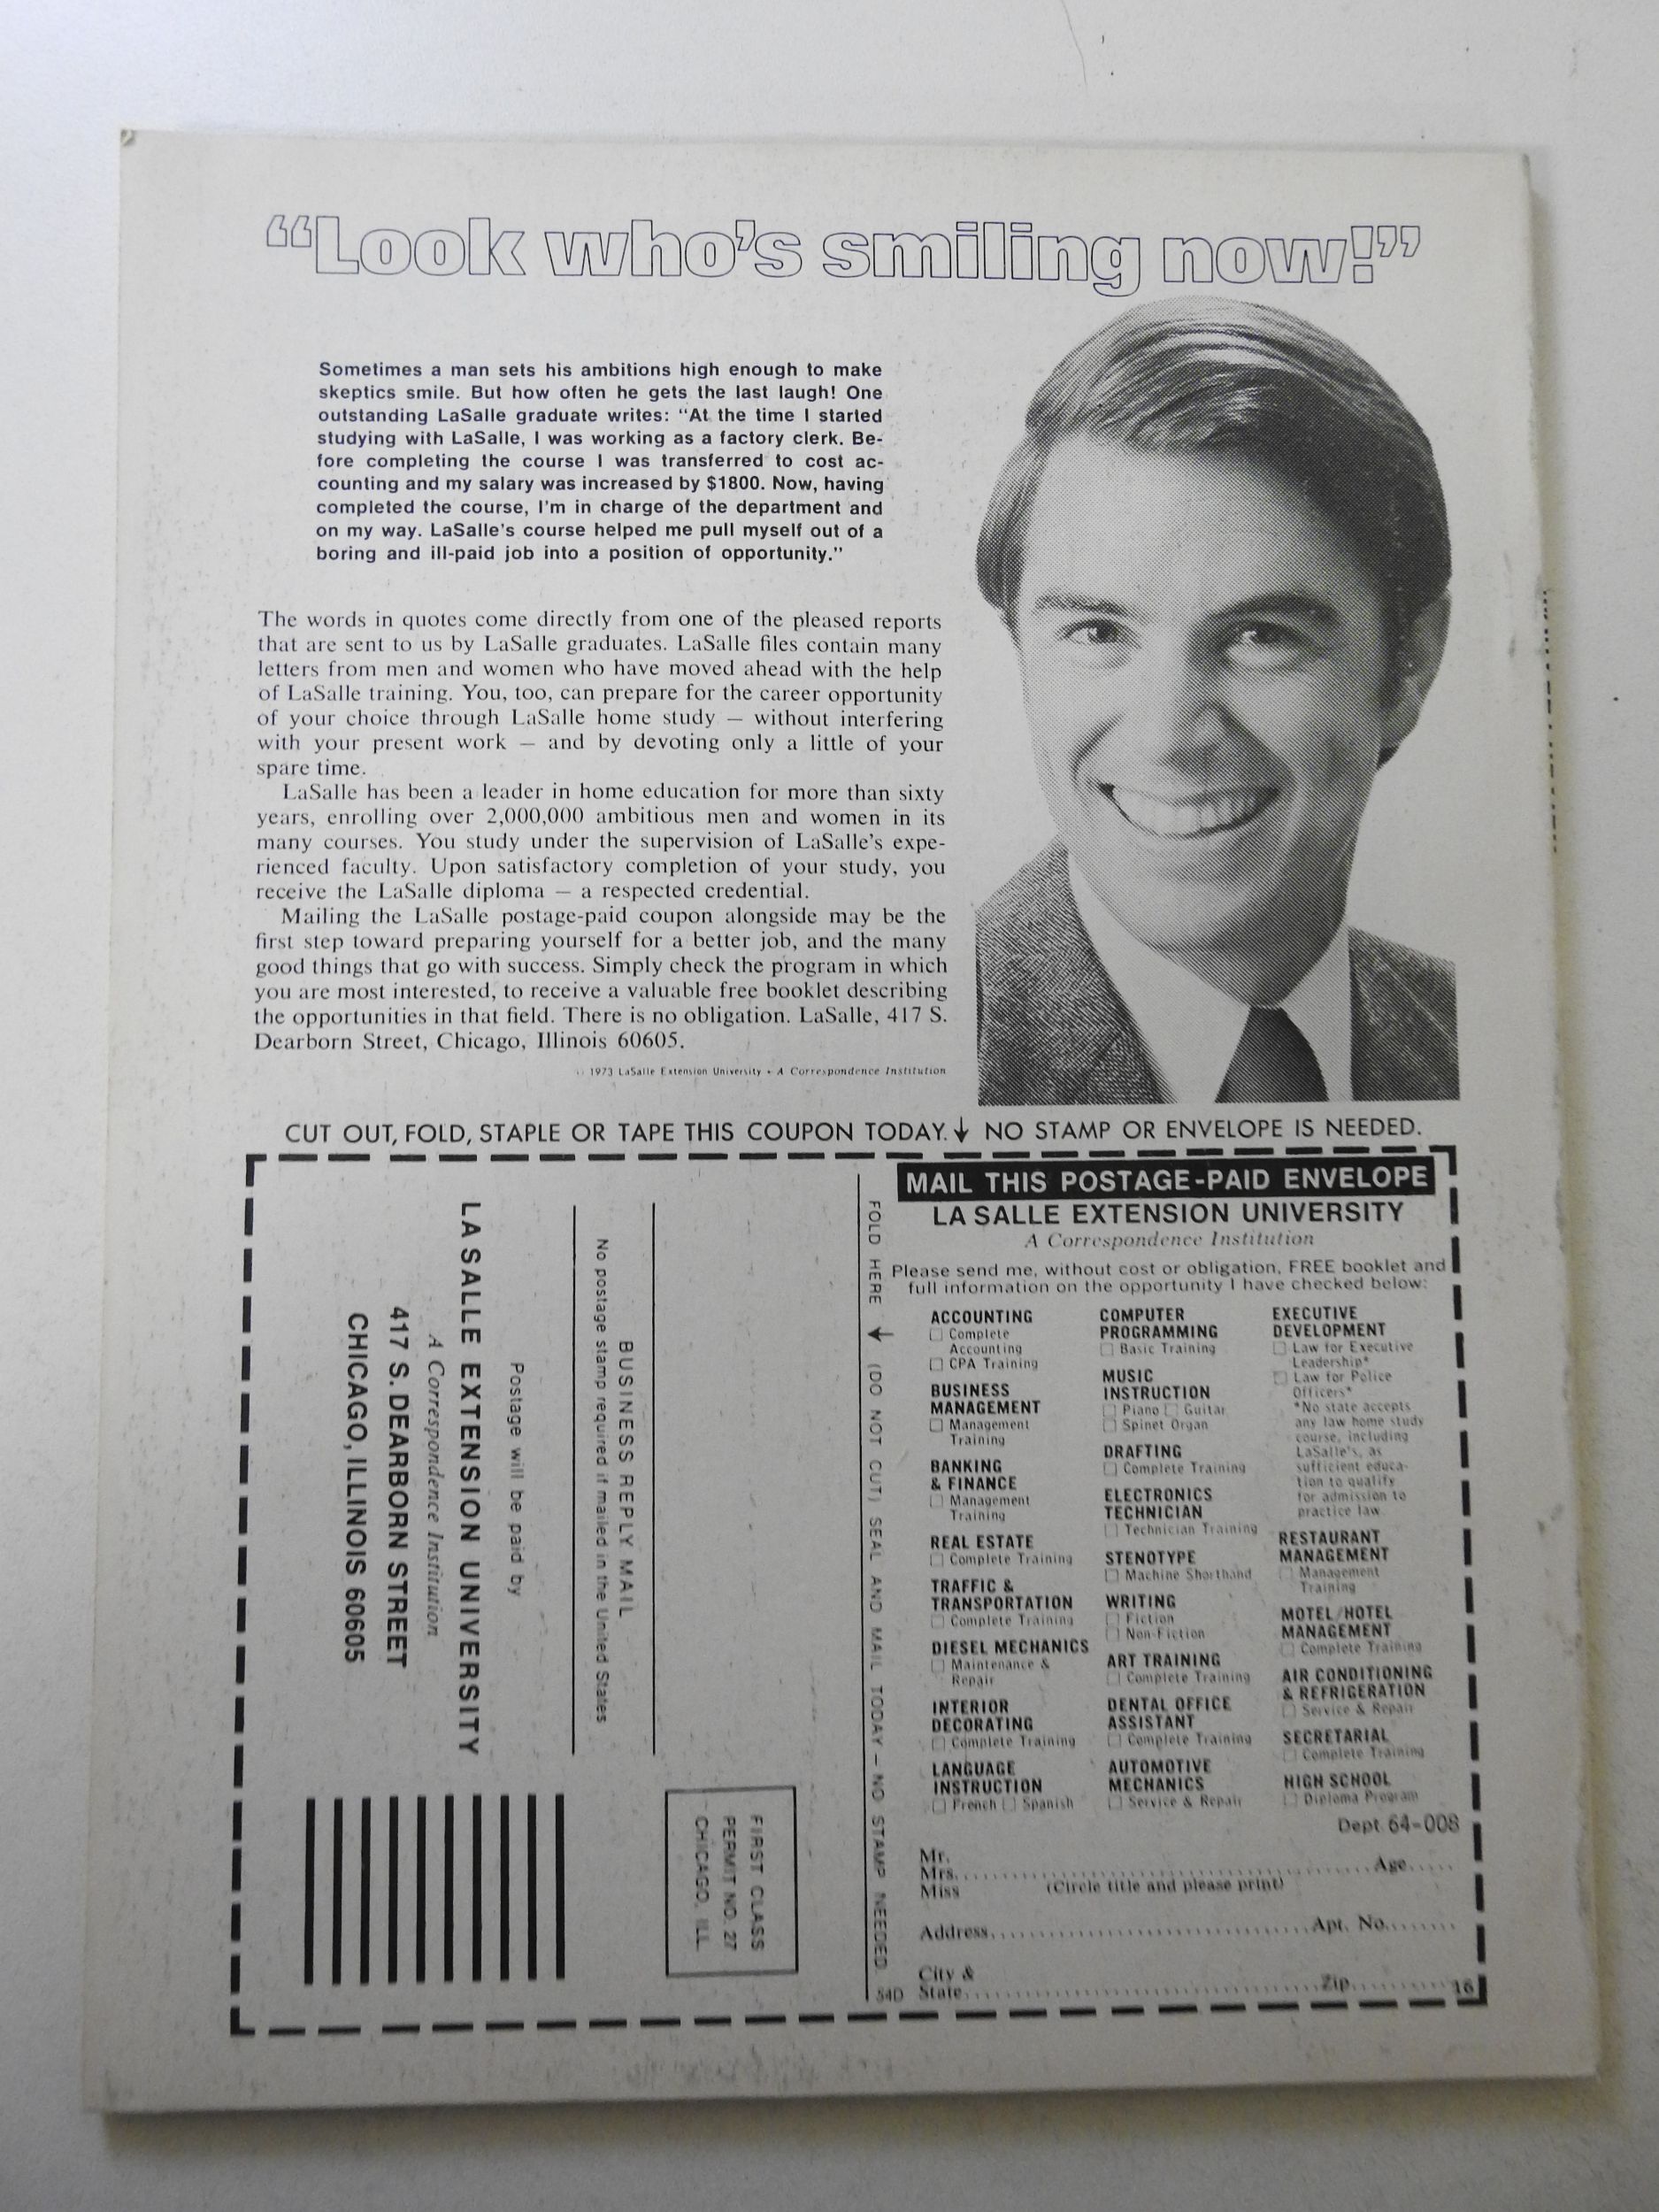 “Look who's smiling now!”
Sometimes a man sets his ambitions high enough to make
skeptics smile. But how often he gets the last laugh! One
outstanding LaSalle graduate writes: “At the time I started
studying with LaSalle, I was working as a factory clerk. Be-
fore completing the course I was transferred to cost ac-
counting and my salary was increased by $1800. Now, having
completed the course, I'm in charge of the department and
on my way. LaSalle's course helped me pull myself out of a
boring and ill-paid job into a position of opportunity.”
The words in quotes come directly from one of the pleased reports
that are sent to us by LaSalle graduates. LaSalle files contain many
letters from men and women who have moved ahead with the help
of LaSalle training. You, too, can prepare for the career opportunity
of your choice through LaSalle home study — without interfering
with your present work — and by devoting only a little of your
spare time.
LaSalle has been a leader in home education for more than sixty
years, enrolling over 2,000,000 ambitious men and women in its
many courses. You study under the supervision of LaSalle's expe-
rienced faculty. Upon satisfactory completion of your study, you
receive the LaSalle diploma — a respected credential.
Mailing the LaSalle postage-paid coupon alongside may be the
first step toward preparing yourself for a better job, and the many
good things that go with success. Simply check the program in which
you are most interested, to receive a valuable free booklet describing
the opportunities in that field. There is no obligation. LaSalle, 417 S.
Dearborn Street, Chicago, Illinois 60605.
1973 LaSalle Extension University • A Correspondence Institution
CUT OUT, FOLD, STAPLE OR TAPE THIS COUPON TODAY. ↓ NO STAMP OR ENVELOPE IS NEEDED.
FIRST CLASS
PERMIT NO. 27
CHICAGO, ILL.
BUSINESS REPLY MAIL
No postage stamp required if mailed in the United States
Postage will be paid by
LA SALLE EXTENSION UNIVERSITY
A Correspondence Institution
417 S. DEARBORN STREET
CHICAGO, ILLINOIS 60605
FOLD HERE ↓ (DO NOT CUT) SEAL AND MAIL TODAY — NO STAMP NEEDED
MAIL THIS POSTAGE-PAID ENVELOPE
LA SALLE EXTENSION UNIVERSITY
A Correspondence Institution
Please send me, without cost or obligation, FREE booklet and
full information on the opportunity I have checked below:
ACCOUNTING
☐ Complete
Accounting
☐ CPA Training
BUSINESS
MANAGEMENT
☐ Management
Training
BANKING
& FINANCE
☐ Management
Training
REAL ESTATE
☐ Complete Training
TRAFFIC &
TRANSPORTATION
☐ Complete Training
DIESEL MECHANICS
☐ Maintenance &
Repair
INTERIOR
DECORATING
☐ Complete Training
LANGUAGE
INSTRUCTION
☐ French ☐ Spanish
COMPUTER
PROGRAMMING
☐ Basic Training
MUSIC
INSTRUCTION
☐ Piano ☐ Guitar
☐ Spinet Organ
DRAFTING
☐ Complete Training
ELECTRONICS
TECHNICIAN
☐ Technician Training
STENOTYPE
☐ Machine Shorthand
WRITING
☐ Fiction
☐ Non-Fiction
ART TRAINING
☐ Complete Training
DENTAL OFFICE
ASSISTANT
☐ Complete Training
AUTOMOTIVE
MECHANICS
☐ Service & Repair
EXECUTIVE
DEVELOPMENT
☐ Law for Executive
Leadership*
☐ Law for Police
Officers*
*No state accepts
any law home study
course, including
LaSalle's, as
sufficient educa-
tion to qualify
for admission to
practice law.
RESTAURANT
MANAGEMENT
☐ Management
Training
MOTEL/HOTEL
MANAGEMENT
☐ Complete Training
AIR CONDITIONING
& REFRIGERATION
☐ Service & Repair
SECRETARIAL
☐ Complete Training
HIGH SCHOOL
☐ Diploma Program
Dept. 64-008
Mr.
Mrs. Age
Miss (Circle title and please print)
Address Apt. No.
City &
State Zip 16
54D